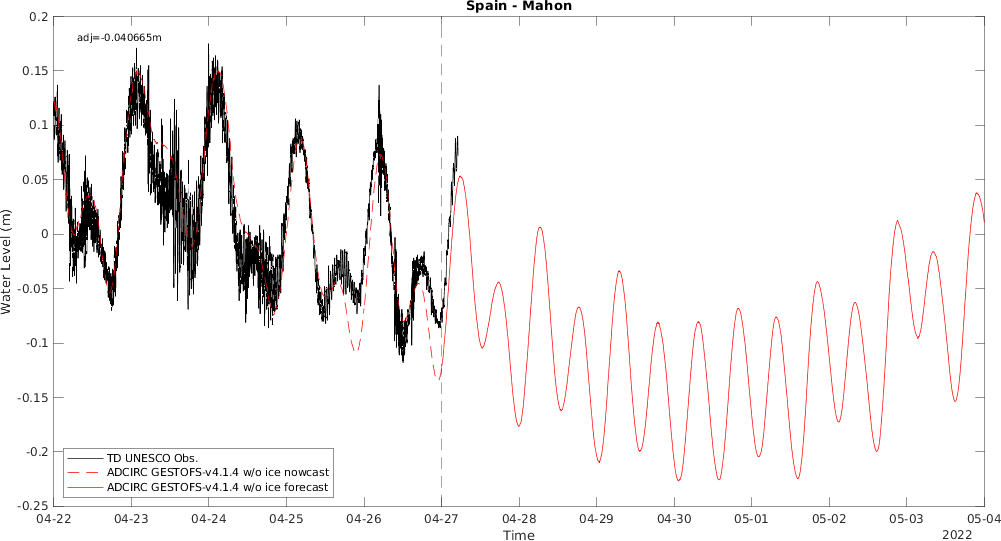 Spain - Mahon
adj=-0.040665m
0.2
0.15
0.1
0.05
0
-0.05
-0.1
-0.15
-0.2
-0.25
Water Level (m)
TD UNESCO Obs.
ADCIRC GESTOFS-v4.1.4 w/o ice nowcast
ADCIRC GESTOFS-v4.1.4 w/o ice forecast
04-22 04-23 04-24 04-25 04-26 04-27 04-28 04-29 04-30 05-01 05-02 05-03 05-04
Time
2022